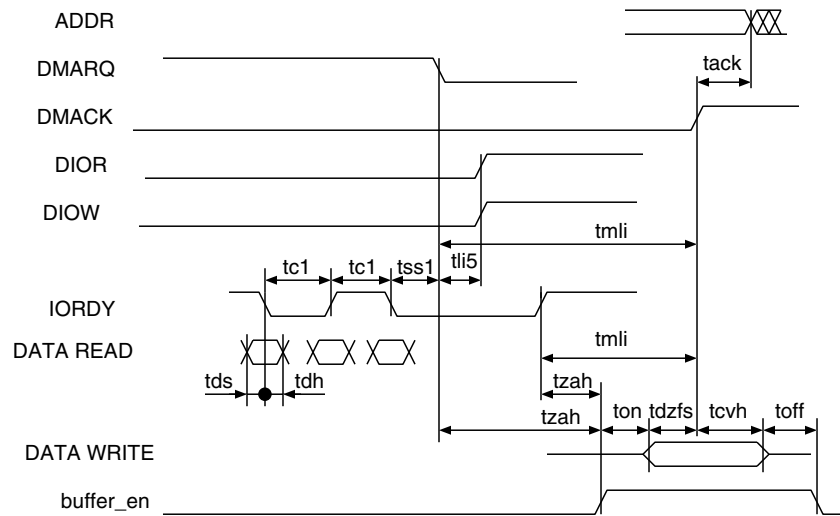 ADDR
DMARQ
tack
DMACK
DIOR
DIOW
tmli
tc1 tc1 tss1 tli5
IORDY
tmli
DATA READ
tds tdh tzah
tzah ton tdzfs tcvh toff
DATA WRITE
buffer_en